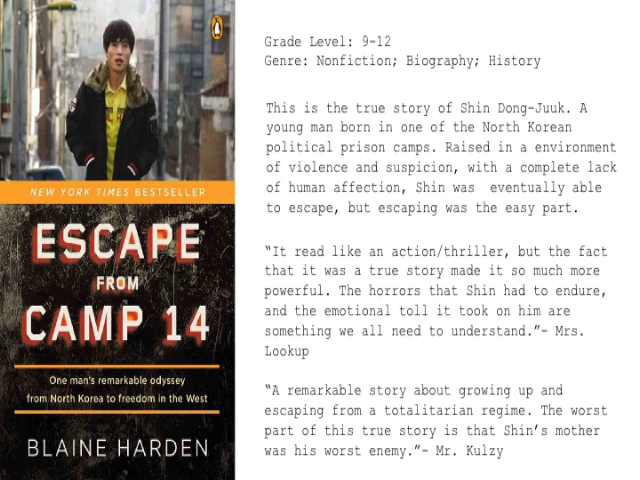 NEW YORK TIMES BESTSELLER
ESCAPE
FROM
CAMP 14
One man's remarkable odyssey
from North Korea to freedom in the West
BLAINE HARDEN
Grade Level: 9-12
Genre: Nonfiction; Biography; History
This is the true story of Shin Dong-Juuk. A
young man born in one of the North Korean
political prison camps. Raised in a environment
of violence and suspicion, with a complete lack
of human affection, Shin was  eventually able
to escape, but escaping was the easy part.
“It read like an action/thriller, but the fact
that it was a true story made it so much more
powerful. The horrors that Shin had to endure,
and the emotional toll it took on him are
something we all need to understand.”- Mrs.
Lookup
“A remarkable story about growing up and
escaping from a totalitarian regime. The worst
part of this true story is that Shin’s mother
was his worst enemy.”- Mr. Kulzy